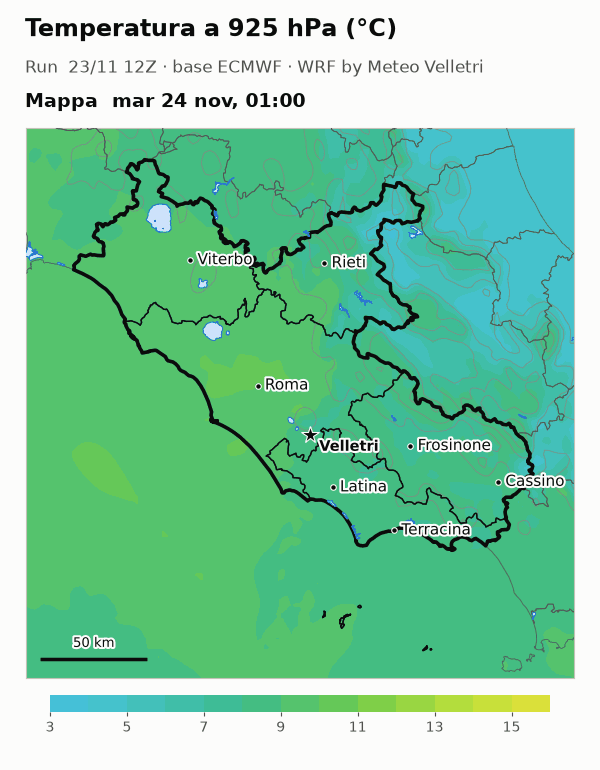 Temperatura a 925 hPa (°C)
Run  23/11 12Z · base ECMWF · WRF by Meteo Velletri
Mappa  mar 24 nov, 01:00
Viterbo
Rieti
Roma
Velletri
Frosinone
Cassino
Latina
Terracina
50 km
3 5 7 9 11 13 15